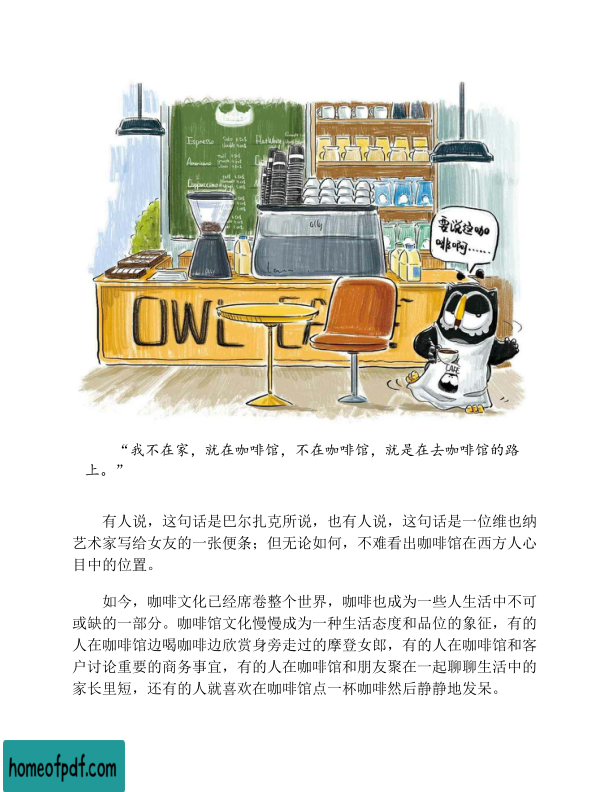 Espresso
Flatwhite
Americano
Cappuccino
要说这咖
啡啊……
OWL CAFE
CAFE
“我不在家，就在咖啡馆，不在咖啡馆，就是在去咖啡馆的路
上。”
有人说，这句话是巴尔扎克所说，也有人说，这句话是一位维也纳
艺术家写给女友的一张便条；但无论如何，不难看出咖啡馆在西方人心
目中的位置。
如今，咖啡文化已经席卷整个世界，咖啡也成为一些人生活中不可
或缺的一部分。咖啡馆文化慢慢成为一种生活态度和品位的象征，有的
人在咖啡馆边喝咖啡边欣赏身旁走过的摩登女郎，有的人在咖啡馆和客
户讨论重要的商务事宜，有的人在咖啡馆和朋友聚在一起聊聊生活中的
家长里短，还有的人就喜欢在咖啡馆点一杯咖啡然后静静地发呆。
homeofpdf.com